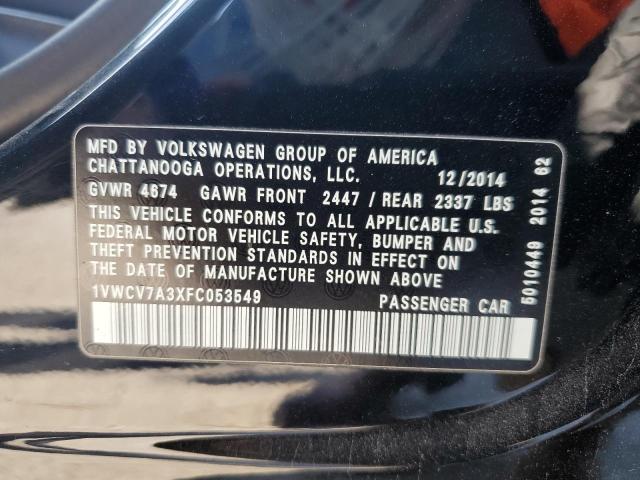 MFD BY VOLKSWAGEN GROUP OF AMERICA
CHATTANOOGA OPERATIONS, LLC. 12/2014
GVWR 4674 GAWR FRONT 2447 / REAR 2337 LBS
THIS VEHICLE CONFORMS TO ALL APPLICABLE U.S.
FEDERAL MOTOR VEHICLE SAFETY, BUMPER AND
THEFT PREVENTION STANDARDS IN EFFECT ON
THE DATE OF MANUFACTURE SHOWN ABOVE
1VWCV7A3XFC053549 PASSENGER CAR
5010449 2014 62